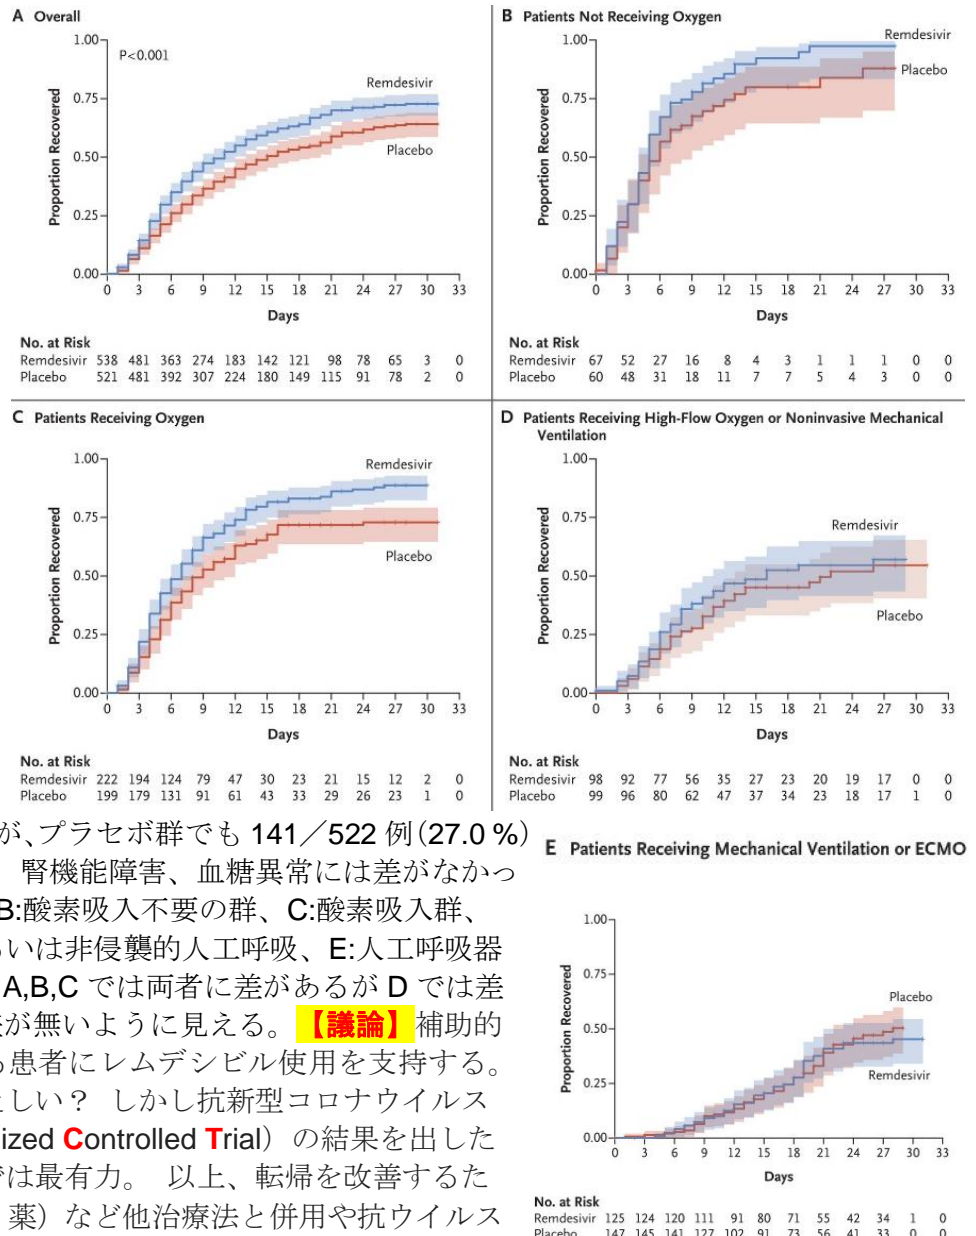 A Overall
1.00
P<0.001
Remdesivir
0.75
0.50
Placebo
0.25
0.00
Proportion Recovered
0 3 6 9 12 15 18 21 24 27 30 33
Days
No. at Risk
Remdesivir 538 481 363 274 183 142 121 98 78 65 3 0
Placebo 521 481 392 307 224 180 149 115 91 78 2 0
B Patients Not Receiving Oxygen
1.00
Remdesivir
Placebo
0.75
0.50
0.25
0.00
Proportion Recovered
0 3 6 9 12 15 18 21 24 27 30 33
Days
No. at Risk
Remdesivir 67 52 27 16 8 4 3 1 1 1 0 0
Placebo 60 48 31 18 11 7 7 5 4 3 0 0
C Patients Receiving Oxygen
1.00
Remdesivir
0.75
Placebo
0.50
0.25
0.00
Proportion Recovered
0 3 6 9 12 15 18 21 24 27 30 33
Days
No. at Risk
Remdesivir 222 194 124 79 47 30 23 21 15 12 2 0
Placebo 199 179 131 91 61 43 33 29 26 23 1 0
D Patients Receiving High-Flow Oxygen or Noninvasive Mechanical
Ventilation
1.00
0.75
Remdesivir
0.50
Placebo
0.25
0.00
Proportion Recovered
0 3 6 9 12 15 18 21 24 27 30 33
Days
No. at Risk
Remdesivir 98 92 77 56 35 27 23 20 19 17 0 0
Placebo 99 96 80 62 47 37 34 23 18 17 1 0
が、プラセボ群でも 141／522 例（27.0 %）
腎機能障害、血糖異常には差がなかっ
B:酸素吸入不要の群、C:酸素吸入群、
るいは非侵襲的人工呼吸、E:人工呼吸器
A,B,C では両者に差があるが D では差
が無いように見える。【議論】補助的
る患者にレムデシビル使用を支持する。
正しい？ しかし抗新型コロナウイルス
ized Controlled Trial）の結果を出した
では最有力。 以上、転帰を改善するた
薬）など他治療法と併用や抗ウイルス
E Patients Receiving Mechanical Ventilation or ECMO
1.00
0.75
Placebo
0.50
Remdesivir
0.25
0.00
Proportion Recovered
0 3 6 9 12 15 18 21 24 27 30 33
Days
No. at Risk
Remdesivir 125 124 120 111 91 80 71 55 42 34 1 0
Placebo 147 145 141 127 102 91 73 56 41 33 0 0